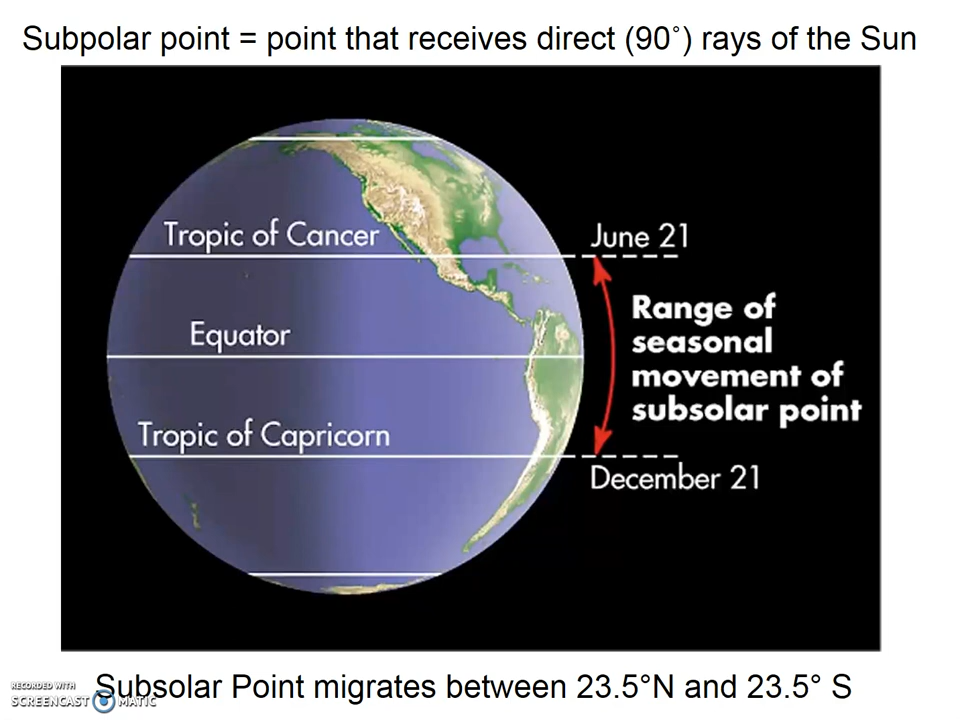 Subpolar point = point that receives direct (90˚) rays of the Sun
Tropic of Cancer
June 21
Range of
seasonal
movement of
subsolar point
Equator
Tropic of Capricorn
December 21
RECORDED WITH
SCREENCAST MATIC
Subsolar Point migrates between 23.5°N and 23.5° S